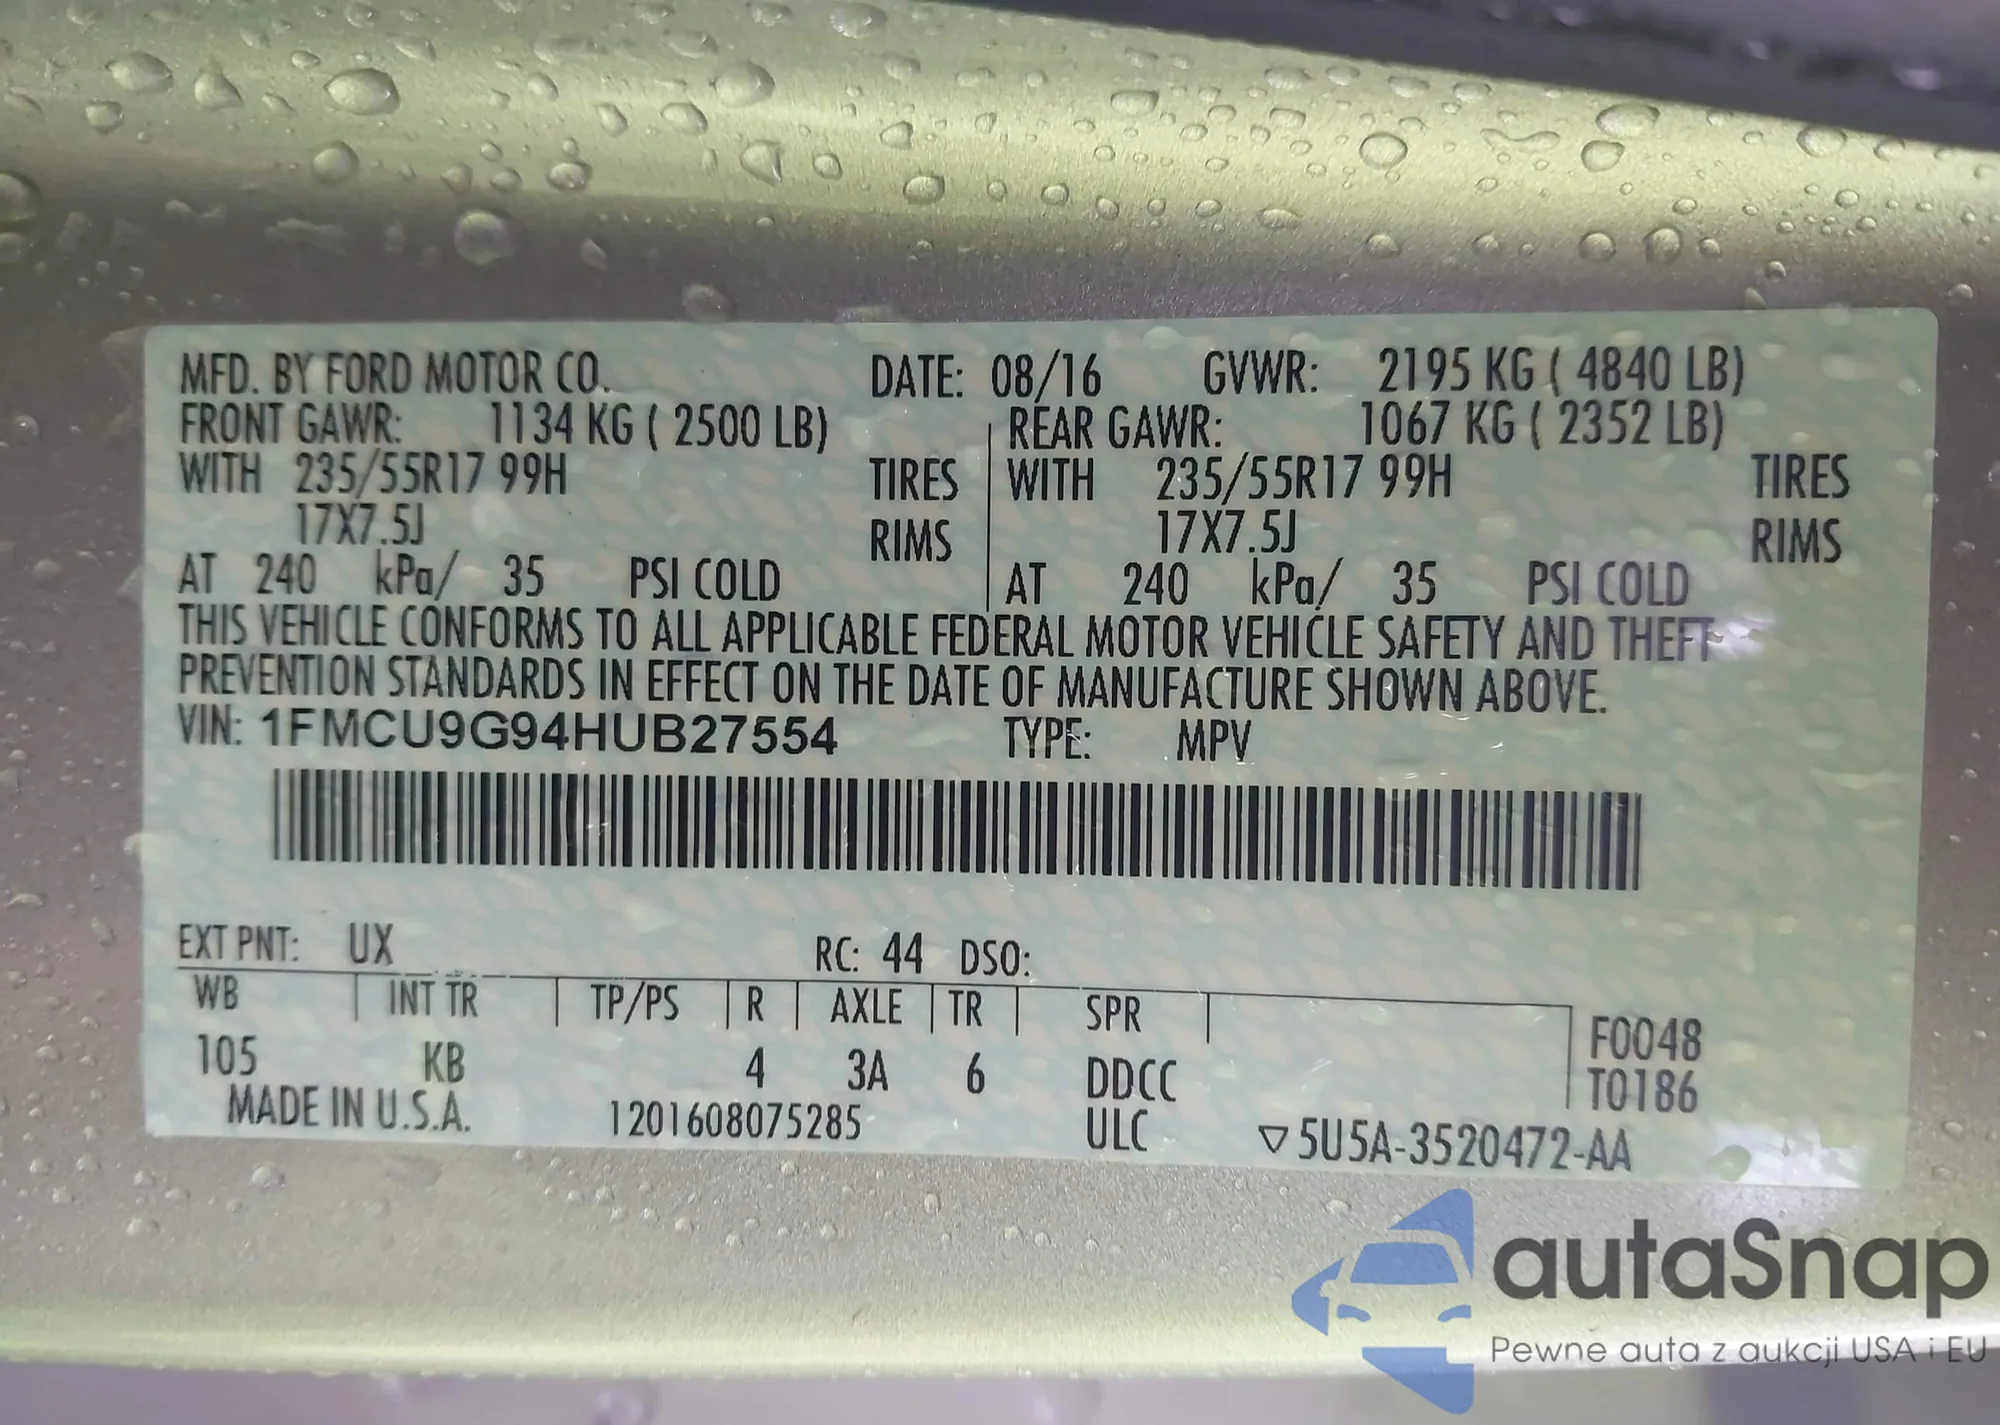 MFD. BY FORD MOTOR CO. DATE: 08/16 GVWR: 2195 KG ( 4840 LB)
FRONT GAWR: 1134 KG ( 2500 LB) REAR GAWR: 1067 KG ( 2352 LB)
WITH 235/55R17 99H TIRES WITH 235/55R17 99H TIRES
17X7.5J RIMS 17X7.5J RIMS
AT 240 kPa/ 35 PSI COLD AT 240 kPa/ 35 PSI COLD
THIS VEHICLE CONFORMS TO ALL APPLICABLE FEDERAL MOTOR VEHICLE SAFETY AND THEFT
PREVENTION STANDARDS IN EFFECT ON THE DATE OF MANUFACTURE SHOWN ABOVE.
VIN: 1FMCU9G94HUB27554 TYPE: MPV
EXT PNT: UX RC: 44 DSO:
WB INT TR TP/PS R AXLE TR SPR F0048
105 KB 4 3A 6 DDCC T0186
MADE IN U.S.A. 1201608075285 ULC ▽5U5A-3520472-AA
autaSnap
Pewne auta z aukcji USA i EU